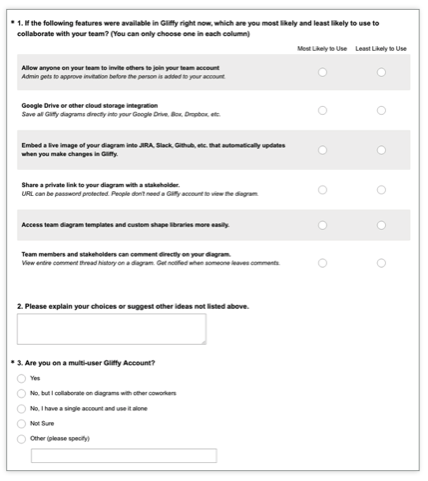 * 1. If the following features were available in Gliffy right now, which are you most likely and least likely to use to
collaborate with your team? (You can only choose one in each column)
Most Likely to Use Least Likely to Use
Allow anyone on your team to invite others to join your team account
Admin gets to approve invitation before the person is added to your account.
Google Drive or other cloud storage integration
Save all Gliffy diagrams directly into your Google Drive, Box, Dropbox, etc.
Embed a live image of your diagram into JIRA, Slack, Github, etc. that automatically updates
when you make changes in Gliffy.
Share a private link to your diagram with a stakeholder.
URL can be password protected. People don't need a Gliffy account to view the diagram.
Access team diagram templates and custom shape libraries more easily.
Team members and stakeholders can comment directly on your diagram.
View entire comment thread history on a diagram. Get notified when someone leaves comments.
2. Please explain your choices or suggest other ideas not listed above.
* 3. Are you on a multi-user Gliffy Account?
Yes
No, but I collaborate on diagrams with other coworkers
No, I have a single account and use it alone
Not Sure
Other (please specify)